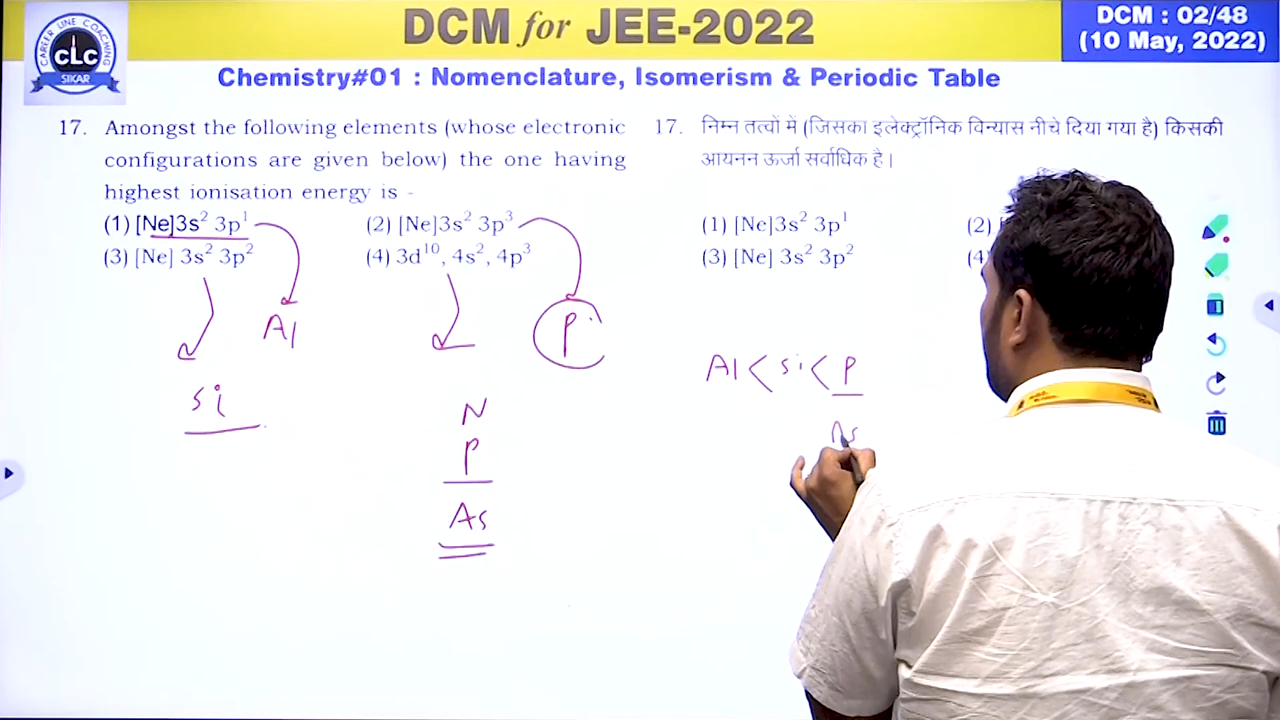 CAREER LINE COACHING
CLC
SIKAR
DCM for JEE-2022
DCM : 02/48
(10 May, 2022)
Chemistry#01 : Nomenclature, Isomerism & Periodic Table
17. Amongst the following elements (whose electronic
configurations are given below) the one having
highest ionisation energy is -
(1) [Ne]3s² 3p¹ (2) [Ne]3s² 3p³
(3) [Ne] 3s² 3p² (4) 3d¹⁰, 4s², 4p³
Al
P
Si
N
P
As
17. निम्न तत्वों में (जिसका इलेक्ट्रॉनिक विन्यास नीचे दिया गया है) किसकी
आयनन ऊर्जा सर्वाधिक है।
(1) [Ne]3s² 3p¹ (2)
(3) [Ne] 3s² 3p² (4)
Al < Si < P
As